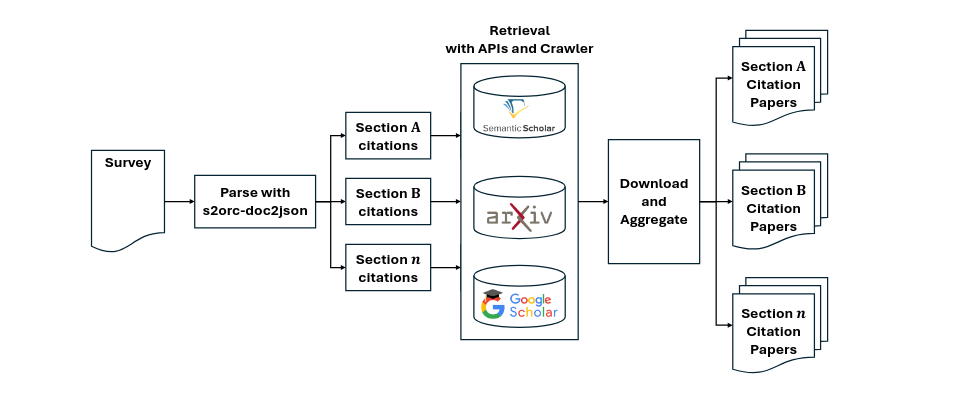 Retrieval
with APIs and Crawler
Survey
Parse with
s2orc-doc2json
Section A
citations
Section B
citations
Section n
citations
Semantic Scholar
arXiv
Google
Scholar
Download
and
Aggregate
Section A
Citation
Papers
Section B
Citation
Papers
Section n
Citation
Papers